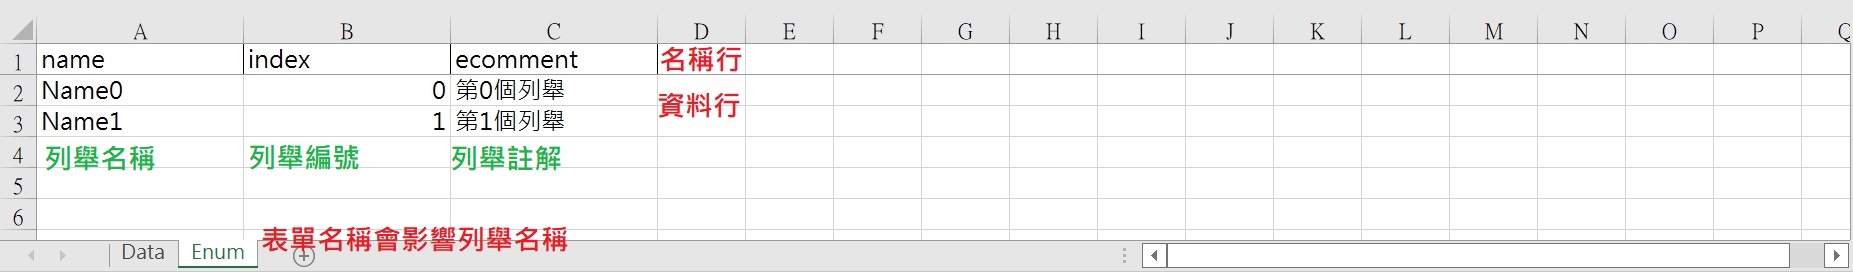 A B C D E F G H I J K L M N O P Q
1 name index ecomment 名稱行
2 Name0 0 第0個列舉
資料行
3 Name1 1 第1個列舉
4 列舉名稱 列舉編號 列舉註解
5
6
表單名稱會影響列舉名稱
Data Enum